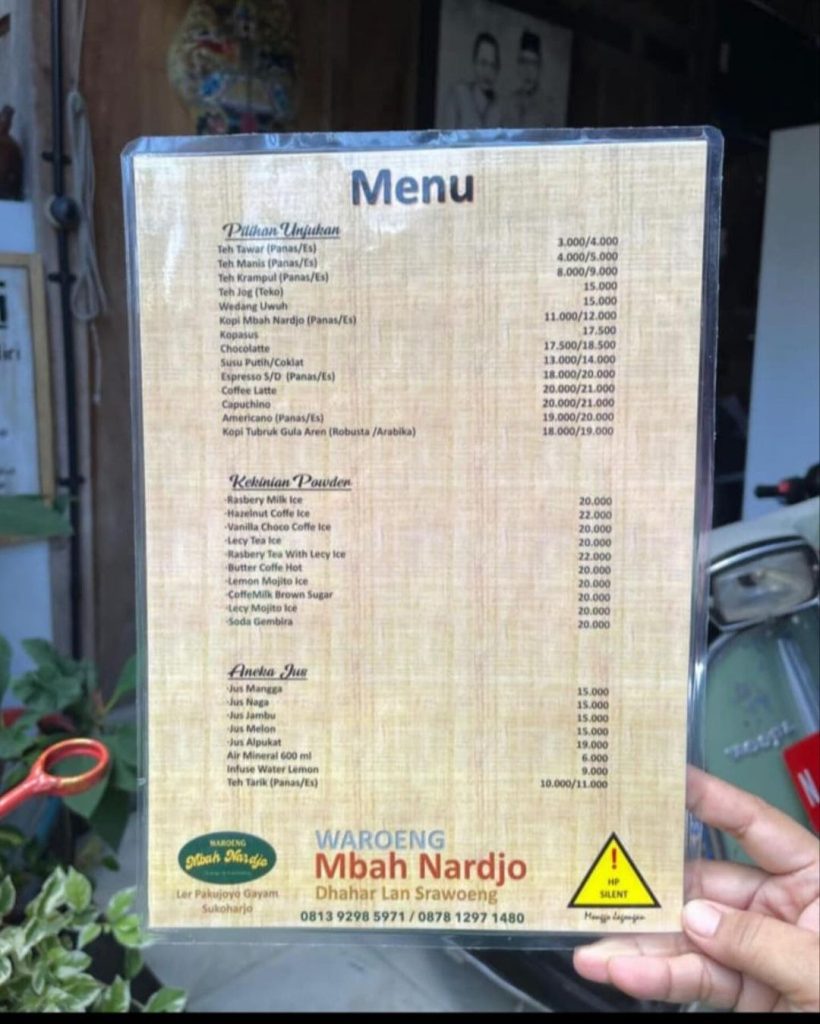 Menu
Pilihan Unjukan
Teh Tawar (Panas/Es) 3.000/4.000
Teh Manis (Panas/Es) 4.000/5.000
Teh Krampul (Panas/Es) 8.000/9.000
Teh Jog (Teko) 15.000
Wedang Uwuh 15.000
Kopi Mbah Nardjo (Panas/Es) 11.000/12.000
Kopasus 17.500
Chocolatte 17.500/18.500
Susu Putih/Coklat 13.000/14.000
Espresso S/D (Panas/Es) 18.000/20.000
Coffee Latte 20.000/21.000
Capuchino 20.000/21.000
Americano (Panas/Es) 19.000/20.000
Kopi Tubruk Gula Aren (Robusta /Arabika) 18.000/19.000
Kekinian Powder
-Rasbery Milk Ice 20.000
-Hazelnut Coffe Ice 22.000
-Vanilla Choco Coffe Ice 20.000
-Lecy Tea Ice 20.000
-Rasbery Tea With Lecy Ice 22.000
-Butter Coffe Hot 20.000
-Lemon Mojito Ice 20.000
-CoffeMilk Brown Sugar 20.000
-Lecy Mojito Ice 20.000
-Soda Gembira 20.000
Aneka Jus
-Jus Mangga 15.000
-Jus Naga 15.000
-Jus Jambu 15.000
-Jus Melon 15.000
-Jus Alpukat 19.000
Air Mineral 600 ml 6.000
Infuse Water Lemon 9.000
Teh Tarik (Panas/Es) 10.000/11.000
WAROENG
Mbah Nardjo
Ler Pakujoyo Gayam
Sukoharjo
WAROENG
Mbah Nardjo
Dhahar Lan Srawoeng
0813 9298 5971 / 0878 1297 1480
!
HP
SILENT